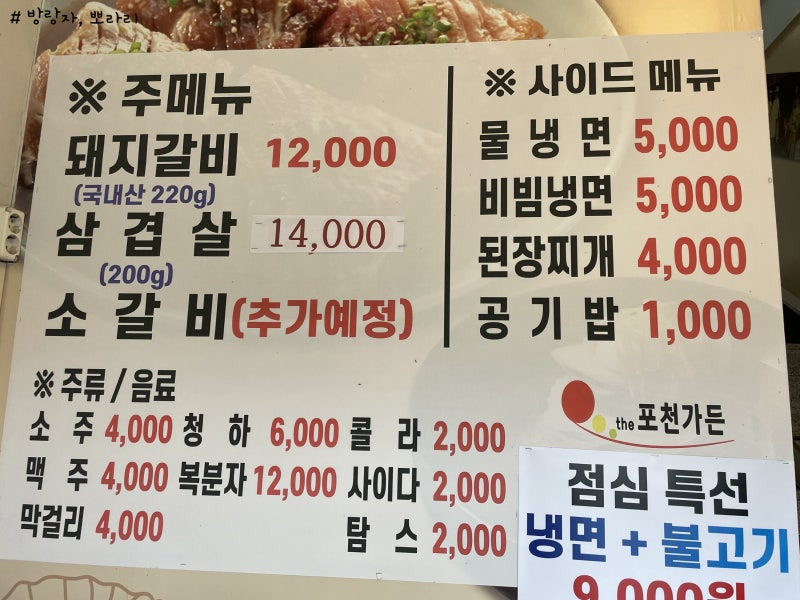 # 방랑자, 뽀라리
※ 주메뉴
돼지갈비 12,000
(국내산 220g)
삼 겹 살 14,000
(200g)
소 갈 비(추가예정)
※ 사이드 메뉴
물 냉 면 5,000
비빔냉면 5,000
된장찌개 4,000
공 기 밥 1,000
※ 주류 / 음료
소 주 4,000 청 하 6,000 콜 라 2,000
맥 주 4,000 복분자 12,000 사이다 2,000
막걸리 4,000 탐 스 2,000
the 포천가든
점심 특선
냉면 + 불고기
9,000원